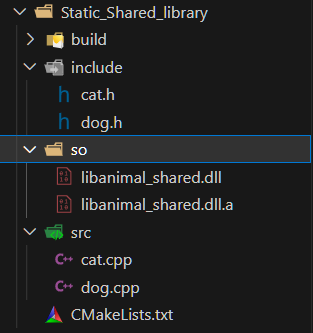 Static_Shared_library
build
include
cat.h
dog.h
so
libanimal_shared.dll
libanimal_shared.dll.a
src
cat.cpp
dog.cpp
CMakeLists.txt